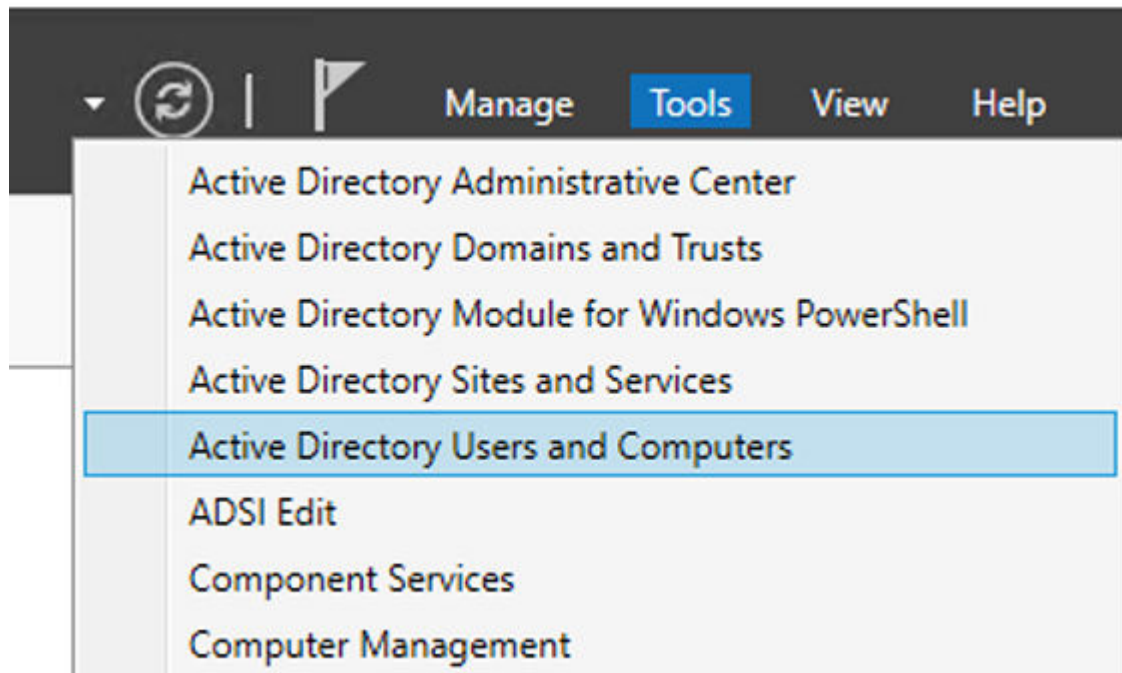 Manage Tools View Help
Active Directory Administrative Center
Active Directory Domains and Trusts
Active Directory Module for Windows PowerShell
Active Directory Sites and Services
Active Directory Users and Computers
ADSI Edit
Component Services
Computer Management